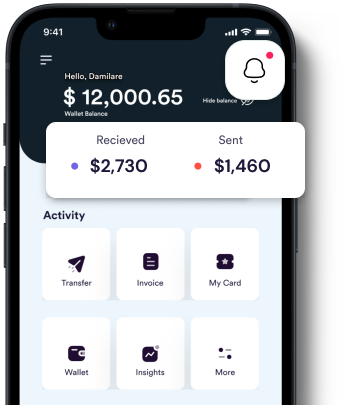 9:41
Hello, Damilare
$ 12,000.65
Hide balance
Wallet Balance
Recieved Sent
$2,730 $1,460
Activity
Transfer Invoice My Card
Wallet Insights More